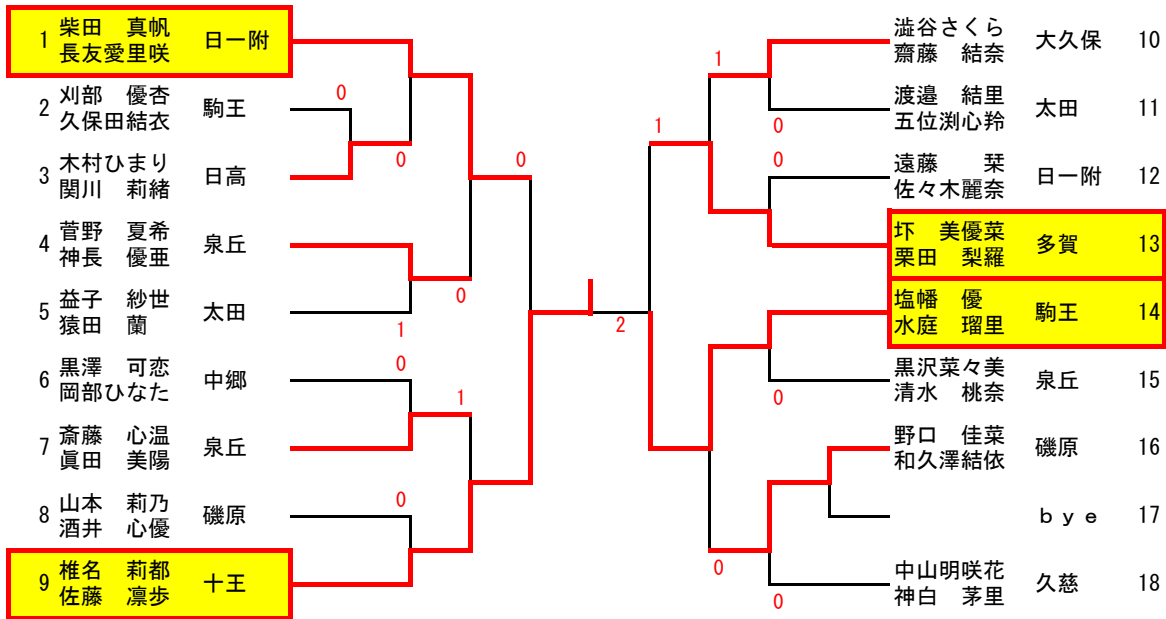 1 柴田　真帆 日一附
長友愛里咲
2 刈部　優杏 駒王
久保田結衣
3 木村ひまり 日高
関川　莉緒
4 菅野　夏希 泉丘
神長　優亜
5 益子　紗世 太田
猿田　蘭
6 黒澤　可恋 中郷
岡部ひなた
7 斎藤　心温 泉丘
眞田　美陽
8 山本　莉乃 磯原
酒井　心優
9 椎名　莉都 十王
佐藤　凛歩
0
0
0
0
1
0
1
0
2
1
1
0
0
0
0
0
澁谷さくら 大久保 10
齋藤　結奈
渡邉　結里 太田 11
五位渕心羚
遠藤　栞 日一附 12
佐々木麗奈
坏　美優菜 多賀 13
栗田　梨羅
塩幡　優 駒王 14
水庭　瑠里
黒沢菜々美 泉丘 15
清水　桃奈
野口　佳菜 磯原 16
和久澤結依
ｂｙｅ 17
中山明咲花 久慈 18
神白　茅里